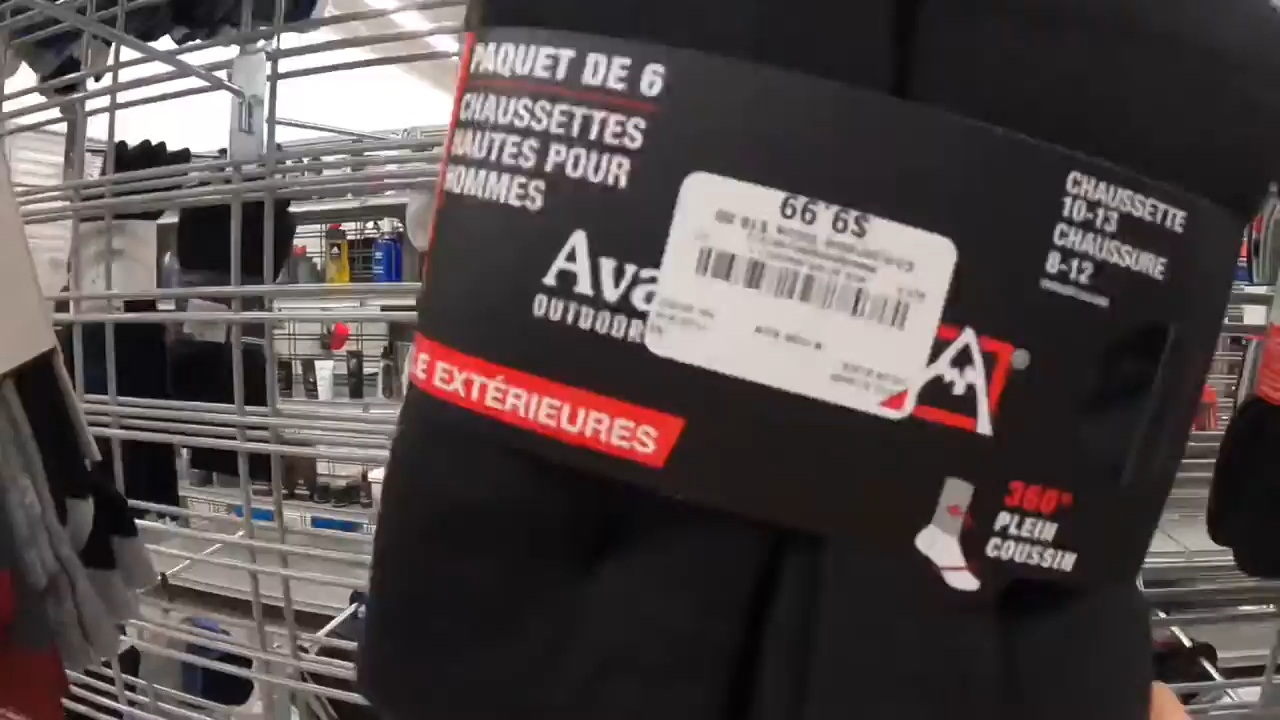 PAQUET DE 6
CHAUSSETTES
HAUTES POUR
HOMMES
Ava
OUTDOOR
E EXTÉRIEURES
$9.99
CHAUSSETTE
10-13
CHAUSSURE
8-12
360°
PLEIN
COUSSIN